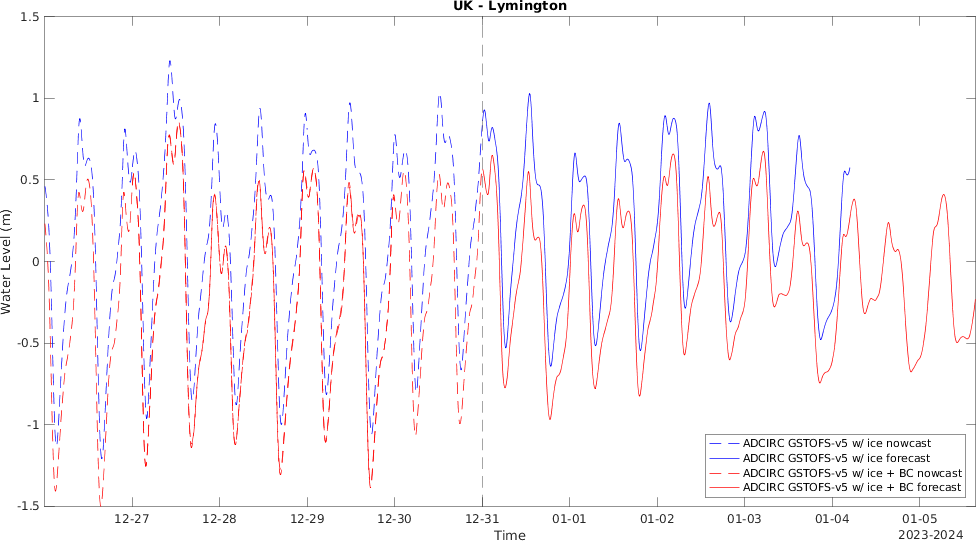 UK - Lymington
1.5
1
0.5
0
-0.5
-1
-1.5
Water Level (m)
12-27 12-28 12-29 12-30 12-31 01-01 01-02 01-03 01-04 01-05
Time
2023-2024
ADCIRC GSTOFS-v5 w/ ice nowcast
ADCIRC GSTOFS-v5 w/ ice forecast
ADCIRC GSTOFS-v5 w/ ice + BC nowcast
ADCIRC GSTOFS-v5 w/ ice + BC forecast